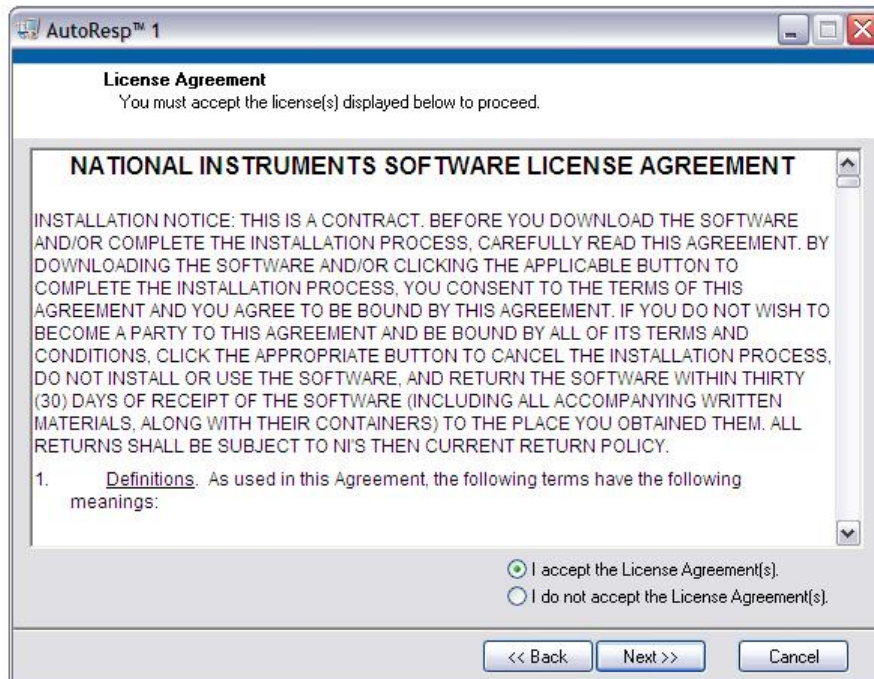 AutoResp™ 1
License Agreement
You must accept the license(s) displayed below to proceed.
NATIONAL INSTRUMENTS SOFTWARE LICENSE AGREEMENT
INSTALLATION NOTICE: THIS IS A CONTRACT. BEFORE YOU DOWNLOAD THE SOFTWARE
AND/OR COMPLETE THE INSTALLATION PROCESS, CAREFULLY READ THIS AGREEMENT. BY
DOWNLOADING THE SOFTWARE AND/OR CLICKING THE APPLICABLE BUTTON TO
COMPLETE THE INSTALLATION PROCESS, YOU CONSENT TO THE TERMS OF THIS
AGREEMENT AND YOU AGREE TO BE BOUND BY THIS AGREEMENT. IF YOU DO NOT WISH TO
BECOME A PARTY TO THIS AGREEMENT AND BE BOUND BY ALL OF ITS TERMS AND
CONDITIONS, CLICK THE APPROPRIATE BUTTON TO CANCEL THE INSTALLATION PROCESS,
DO NOT INSTALL OR USE THE SOFTWARE, AND RETURN THE SOFTWARE WITHIN THIRTY
(30) DAYS OF RECEIPT OF THE SOFTWARE (INCLUDING ALL ACCOMPANYING WRITTEN
MATERIALS, ALONG WITH THEIR CONTAINERS) TO THE PLACE YOU OBTAINED THEM. ALL
RETURNS SHALL BE SUBJECT TO NI'S THEN CURRENT RETURN POLICY.
1. Definitions. As used in this Agreement, the following terms have the following
meanings:
I accept the License Agreement(s).
I do not accept the License Agreement(s).
<< Back Next >> Cancel